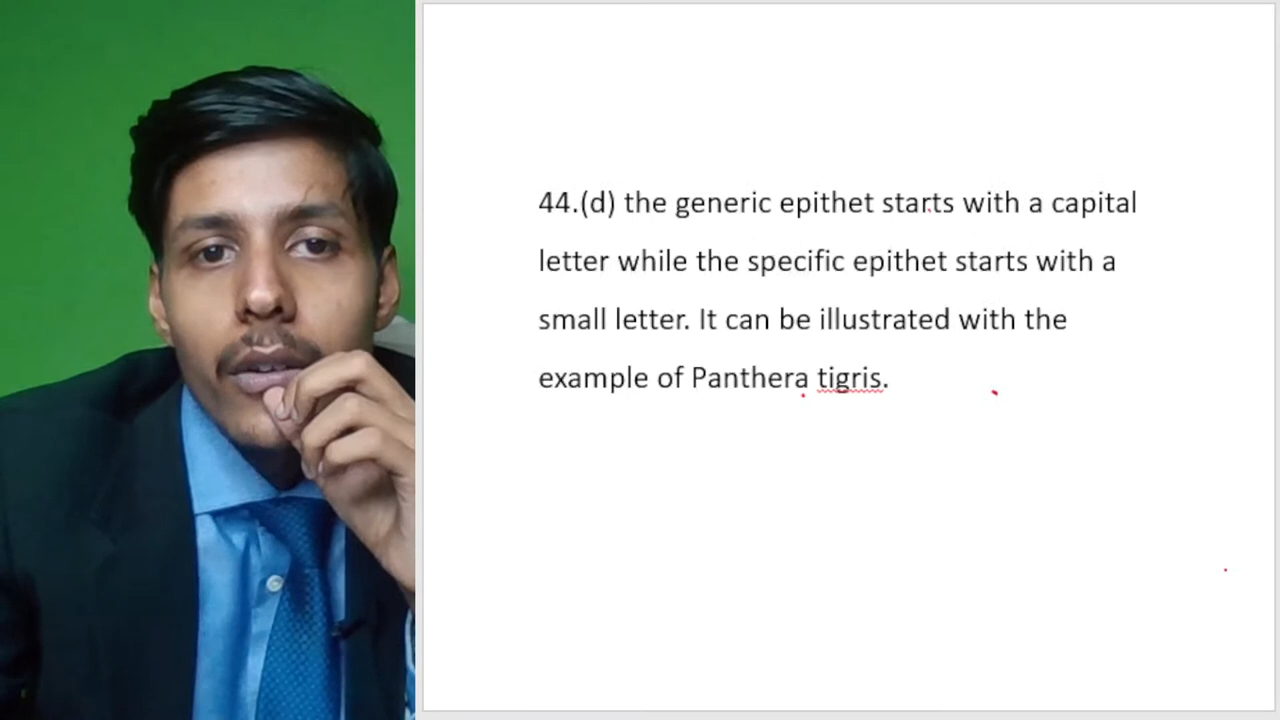 44.(d) the generic epithet starts with a capital
letter while the specific epithet starts with a
small letter. It can be illustrated with the
example of Panthera tigris.